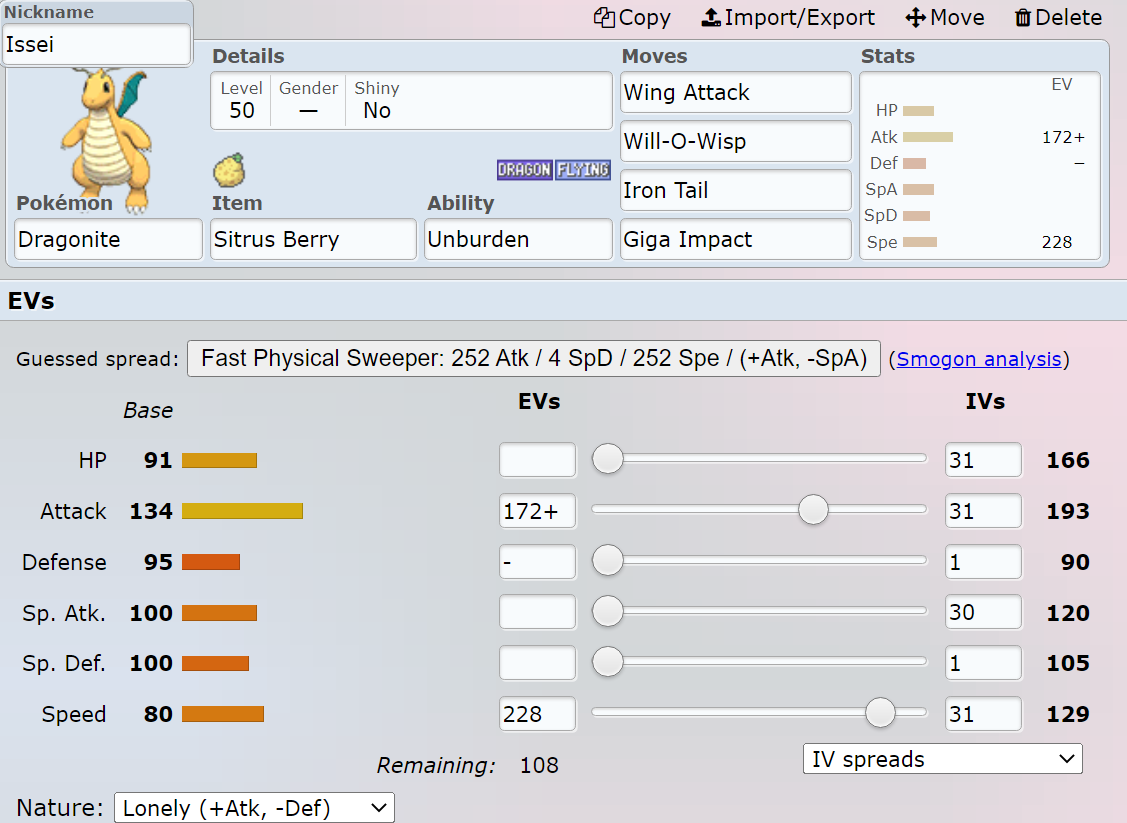 Nickname
Copy Import/Export Move Delete
Issei
Details Moves Stats
Level Gender Shiny
50 — No
Wing Attack
EV
HP
Atk 172+
Def –
SpA
SpD
Spe 228
Will-O-Wisp
DRAGON FLYING
Iron Tail
Pokémon Item Ability
Dragonite Sitrus Berry Unburden Giga Impact
EVs
Guessed spread: Fast Physical Sweeper: 252 Atk / 4 SpD / 252 Spe / (+Atk, -SpA) (Smogon analysis)
Base EVs IVs
HP 91 31 166
Attack 134 172+ 31 193
Defense 95 - 1 90
Sp. Atk. 100 30 120
Sp. Def. 100 1 105
Speed 80 228 31 129
Remaining: 108 IV spreads
Nature: Lonely (+Atk, -Def)